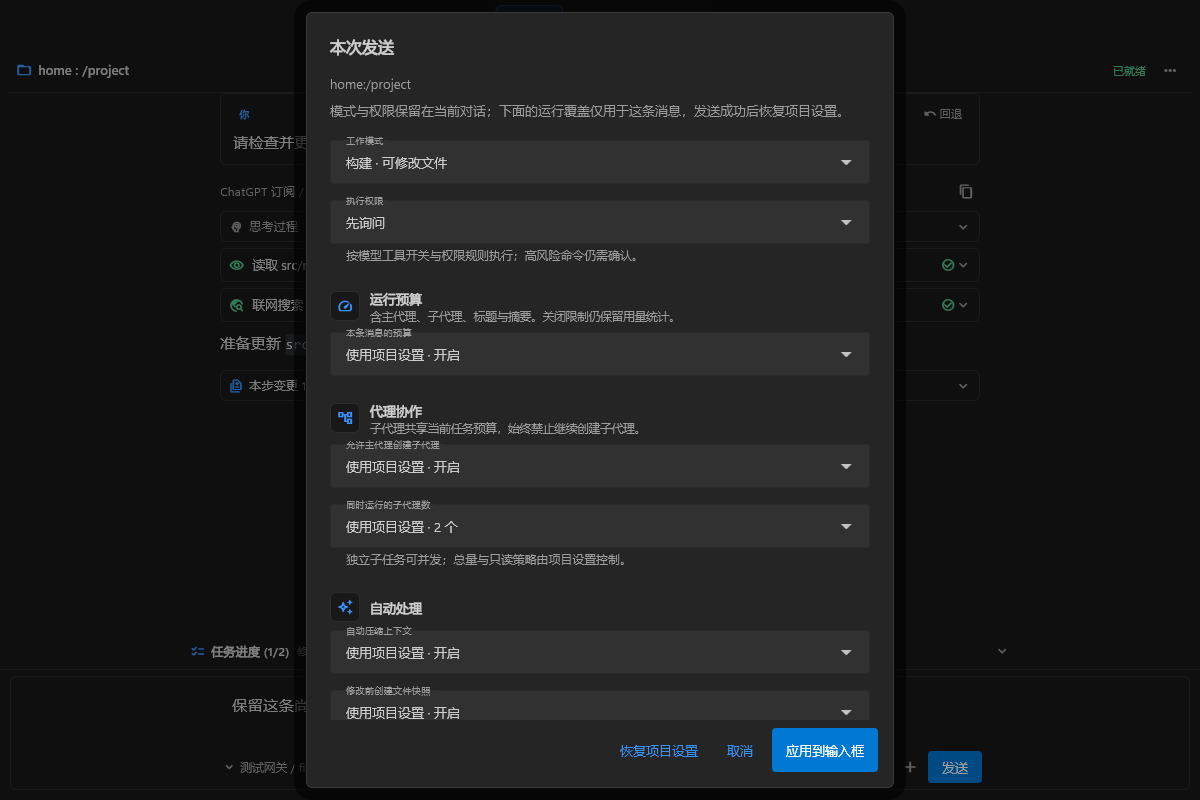 本次发送
home:/project
模式与权限保留在当前对话；下面的运行覆盖仅用于这条消息，发送成功后恢复项目设置。
工作模式
构建 · 可修改文件
执行权限
先询问
按模型工具开关与权限规则执行；高风险命令仍需确认。
运行预算
含主代理、子代理、标题与摘要。关闭限制仍保留用量统计。
本条消息的预算
使用项目设置 · 开启
代理协作
子代理共享当前任务预算，始终禁止继续创建子代理。
允许主代理创建子代理
使用项目设置 · 开启
同时运行的子代理数
使用项目设置 · 2 个
独立子任务可并发；总量与只读策略由项目设置控制。
自动处理
自动压缩上下文
使用项目设置 · 开启
修改前创建文件快照
使用项目设置 · 开启
恢复项目设置 取消 应用到输入框
home : /project
已就绪
你
回退
请检查并更
ChatGPT 订阅 /
思考过程
读取 src/
联网搜索
准备更新 src
本步变更
任务进度 (1/2)
保留这条尚
测试网关 /
发送